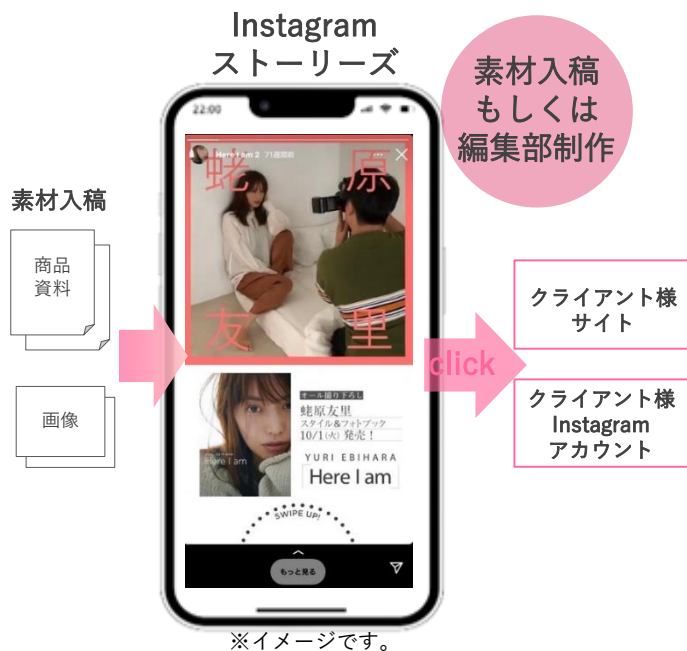 Instagram
ストーリーズ
素材入稿
もしくは
編集部制作
素材入稿
商品
資料
画像
22:00
Here I am 2 71週間前
蛯 原
友 里
オール撮り下ろし
蛯原友里
スタイル&フォトブック
10/1(火) 発売！
YURI EBIHARA
Here I am
Here I am
SWIPE UP!
もっと見る
click
クライアント様
サイト
クライアント様
Instagram
アカウント
※イメージです。